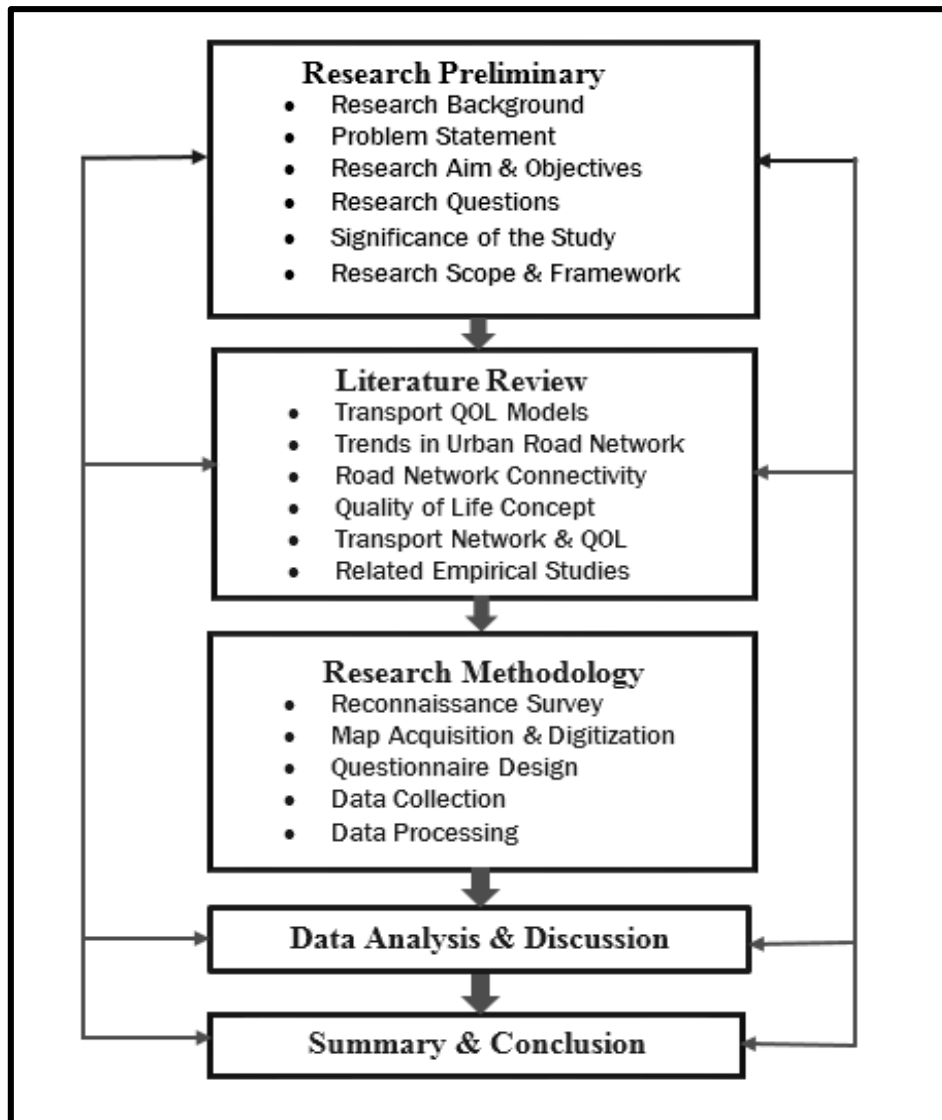 Research Preliminary
• Research Background
• Problem Statement
• Research Aim & Objectives
• Research Questions
• Significance of the Study
• Research Scope & Framework
Literature Review
• Transport QOL Models
• Trends in Urban Road Network
• Road Network Connectivity
• Quality of Life Concept
• Transport Network & QOL
• Related Empirical Studies
Research Methodology
• Reconnaissance Survey
• Map Acquisition & Digitization
• Questionnaire Design
• Data Collection
• Data Processing
Data Analysis & Discussion
Summary & Conclusion